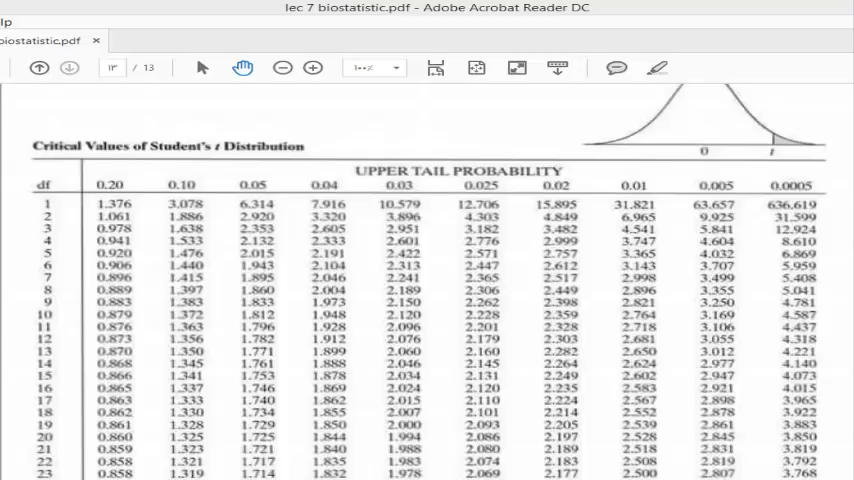 lec 7 biostatistic.pdf - Adobe Acrobat Reader DC
lp
biostatistic.pdf ×
١٣ / 13 ١٠٠%
0 t
Critical Values of Student's t Distribution
UPPER TAIL PROBABILITY
df 0.20 0.10 0.05 0.04 0.03 0.025 0.02 0.01 0.005 0.0005
1 1.376 3.078 6.314 7.916 10.579 12.706 15.895 31.821 63.657 636.619
2 1.061 1.886 2.920 3.320 3.896 4.303 4.849 6.965 9.925 31.599
3 0.978 1.638 2.353 2.605 2.951 3.182 3.482 4.541 5.841 12.924
4 0.941 1.533 2.132 2.333 2.601 2.776 2.999 3.747 4.604 8.610
5 0.920 1.476 2.015 2.191 2.422 2.571 2.757 3.365 4.032 6.869
6 0.906 1.440 1.943 2.104 2.313 2.447 2.612 3.143 3.707 5.959
7 0.896 1.415 1.895 2.046 2.241 2.365 2.517 2.998 3.499 5.408
8 0.889 1.397 1.860 2.004 2.189 2.306 2.449 2.896 3.355 5.041
9 0.883 1.383 1.833 1.973 2.150 2.262 2.398 2.821 3.250 4.781
10 0.879 1.372 1.812 1.948 2.120 2.228 2.359 2.764 3.169 4.587
11 0.876 1.363 1.796 1.928 2.096 2.201 2.328 2.718 3.106 4.437
12 0.873 1.356 1.782 1.912 2.076 2.179 2.303 2.681 3.055 4.318
13 0.870 1.350 1.771 1.899 2.060 2.160 2.282 2.650 3.012 4.221
14 0.868 1.345 1.761 1.888 2.046 2.145 2.264 2.624 2.977 4.140
15 0.866 1.341 1.753 1.878 2.034 2.131 2.249 2.602 2.947 4.073
16 0.865 1.337 1.746 1.869 2.024 2.120 2.235 2.583 2.921 4.015
17 0.863 1.333 1.740 1.862 2.015 2.110 2.224 2.567 2.898 3.965
18 0.862 1.330 1.734 1.855 2.007 2.101 2.214 2.552 2.878 3.922
19 0.861 1.328 1.729 1.850 2.000 2.093 2.205 2.539 2.861 3.883
20 0.860 1.325 1.725 1.844 1.994 2.086 2.197 2.528 2.845 3.850
21 0.859 1.323 1.721 1.840 1.988 2.080 2.189 2.518 2.831 3.819
22 0.858 1.321 1.717 1.835 1.983 2.074 2.183 2.508 2.819 3.792
23 0.858 1.319 1.714 1.832 1.978 2.069 2.177 2.500 2.807 3.768